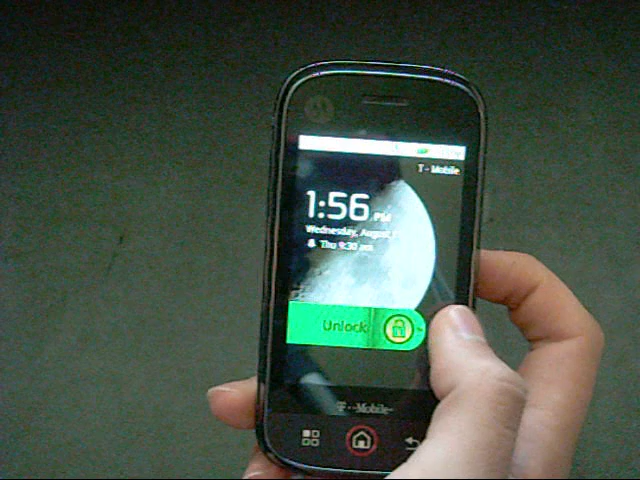 T-Mobile
1:56 PM
Wednesday, August
Thu 9:30 am
Unlock
T-Mobile